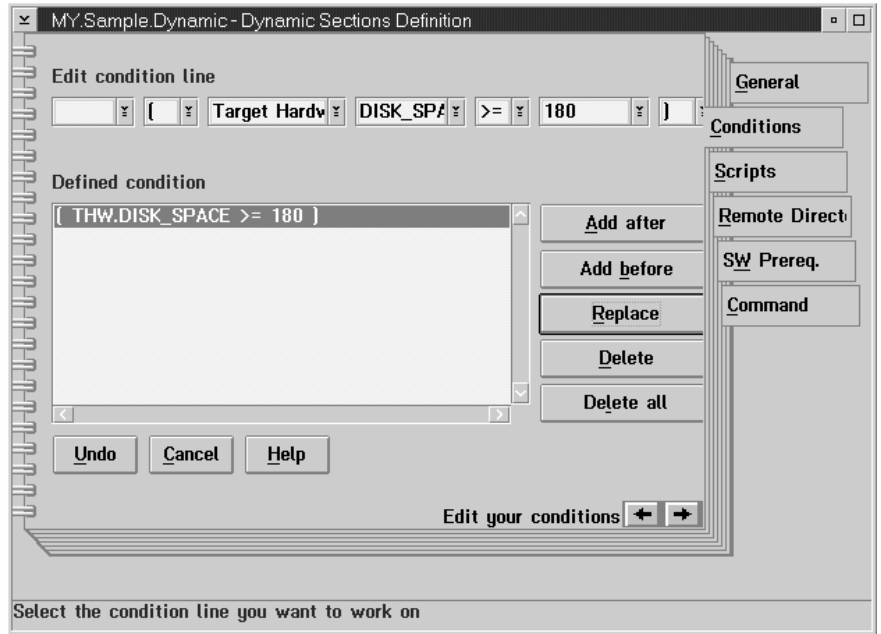 MY.Sample.Dynamic - Dynamic Sections Definition
Edit condition line
( Target Hardw DISK_SPA >= 180 )
Defined condition
( THW.DISK_SPACE >= 180 )
Add after
Add before
Replace
Delete
Delete all
Undo Cancel Help
Edit your conditions
General
Conditions
Scripts
Remote Direct
SW Prereq.
Command
Select the condition line you want to work on